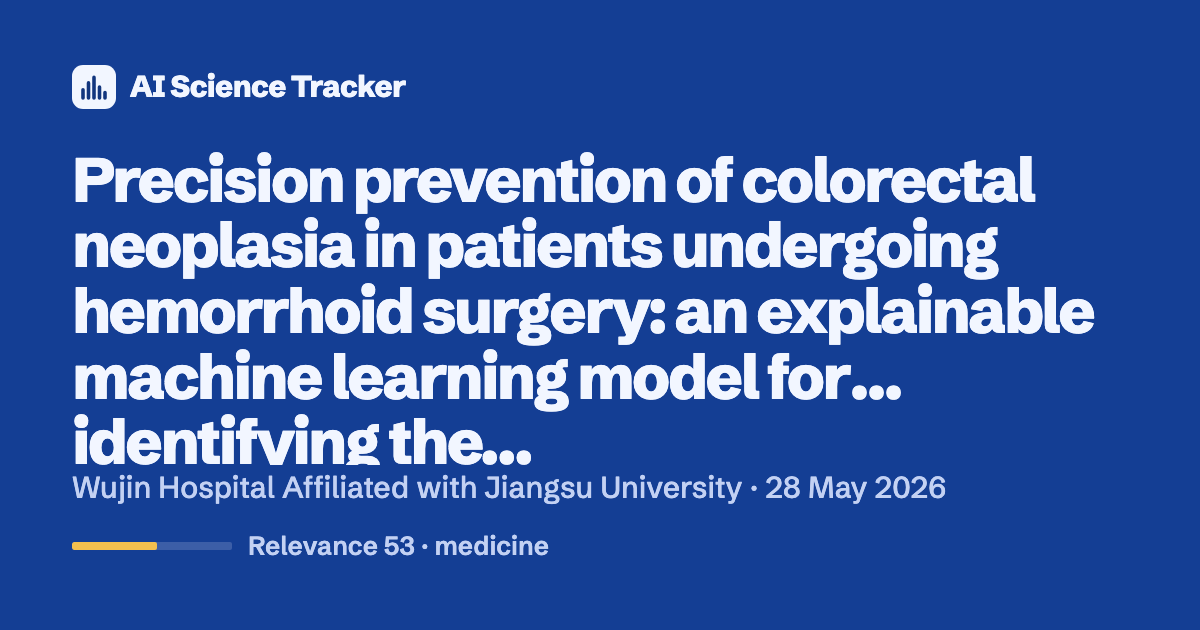 AI Science Tracker
Precision prevention of colorectal
neoplasia in patients undergoing
hemorrhoid surgery: an explainable
machine learning model for…
identifying the…
Wujin Hospital Affiliated with Jiangsu University · 28 May 2026
Relevance 53 · medicine